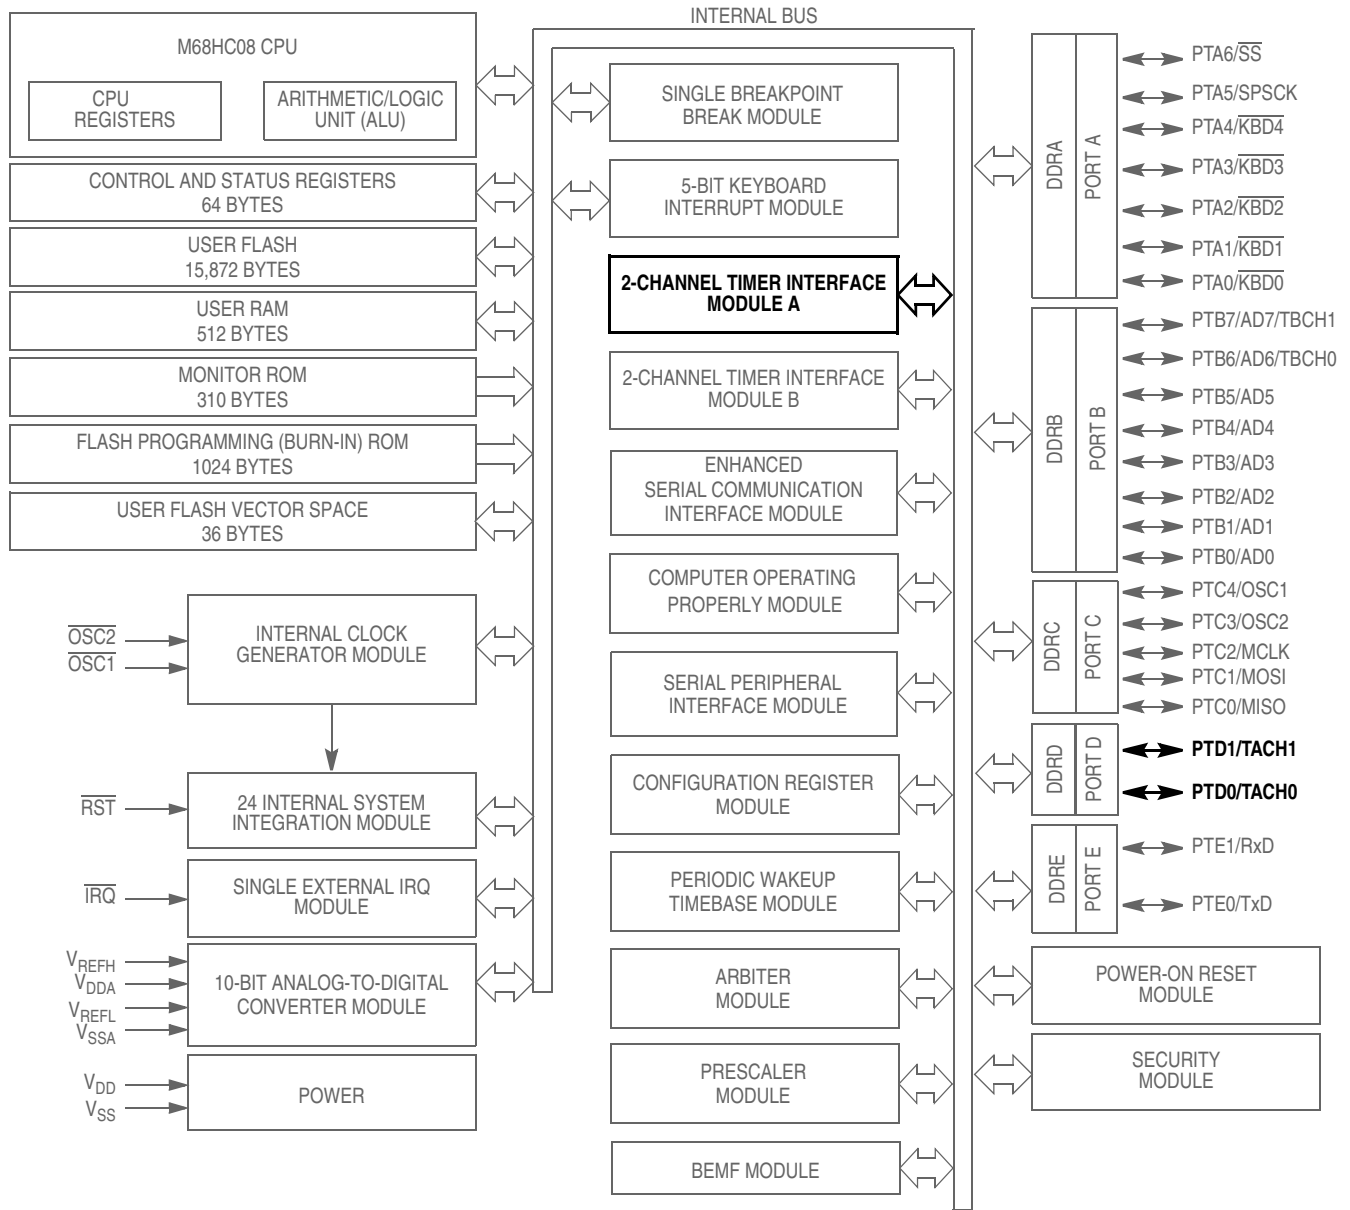 INTERNAL BUS
M68HC08 CPU
CPU
REGISTERS
ARITHMETIC/LOGIC
UNIT (ALU)
CONTROL AND STATUS REGISTERS
64 BYTES
USER FLASH
15,872 BYTES
USER RAM
512 BYTES
MONITOR ROM
310 BYTES
FLASH PROGRAMMING (BURN-IN) ROM
1024 BYTES
USER FLASH VECTOR SPACE
36 BYTES
OSC2
OSC1
INTERNAL CLOCK
GENERATOR MODULE
RST
24 INTERNAL SYSTEM
INTEGRATION MODULE
IRQ
SINGLE EXTERNAL IRQ
MODULE
VREFH
VDDA
VREFL
VSSA
10-BIT ANALOG-TO-DIGITAL
CONVERTER MODULE
VDD
VSS
POWER
SINGLE BREAKPOINT
BREAK MODULE
5-BIT KEYBOARD
INTERRUPT MODULE
2-CHANNEL TIMER INTERFACE
MODULE A
2-CHANNEL TIMER INTERFACE
MODULE B
ENHANCED
SERIAL COMMUNICATION
INTERFACE MODULE
COMPUTER OPERATING
PROPERLY MODULE
SERIAL PERIPHERAL
INTERFACE MODULE
CONFIGURATION REGISTER
MODULE
PERIODIC WAKEUP
TIMEBASE MODULE
ARBITER
MODULE
PRESCALER
MODULE
BEMF MODULE
DDRA
PORT A
PTA6/SS
PTA5/SPSCK
PTA4/KBD4
PTA3/KBD3
PTA2/KBD2
PTA1/KBD1
PTA0/KBD0
DDRB
PORT B
PTB7/AD7/TBCH1
PTB6/AD6/TBCH0
PTB5/AD5
PTB4/AD4
PTB3/AD3
PTB2/AD2
PTB1/AD1
PTB0/AD0
DDRC
PORT C
PTC4/OSC1
PTC3/OSC2
PTC2/MCLK
PTC1/MOSI
PTC0/MISO
DDRD
PORT D
PTD1/TACH1
PTD0/TACH0
DDRE
PORT E
PTE1/RxD
PTE0/TxD
POWER-ON RESET
MODULE
SECURITY
MODULE